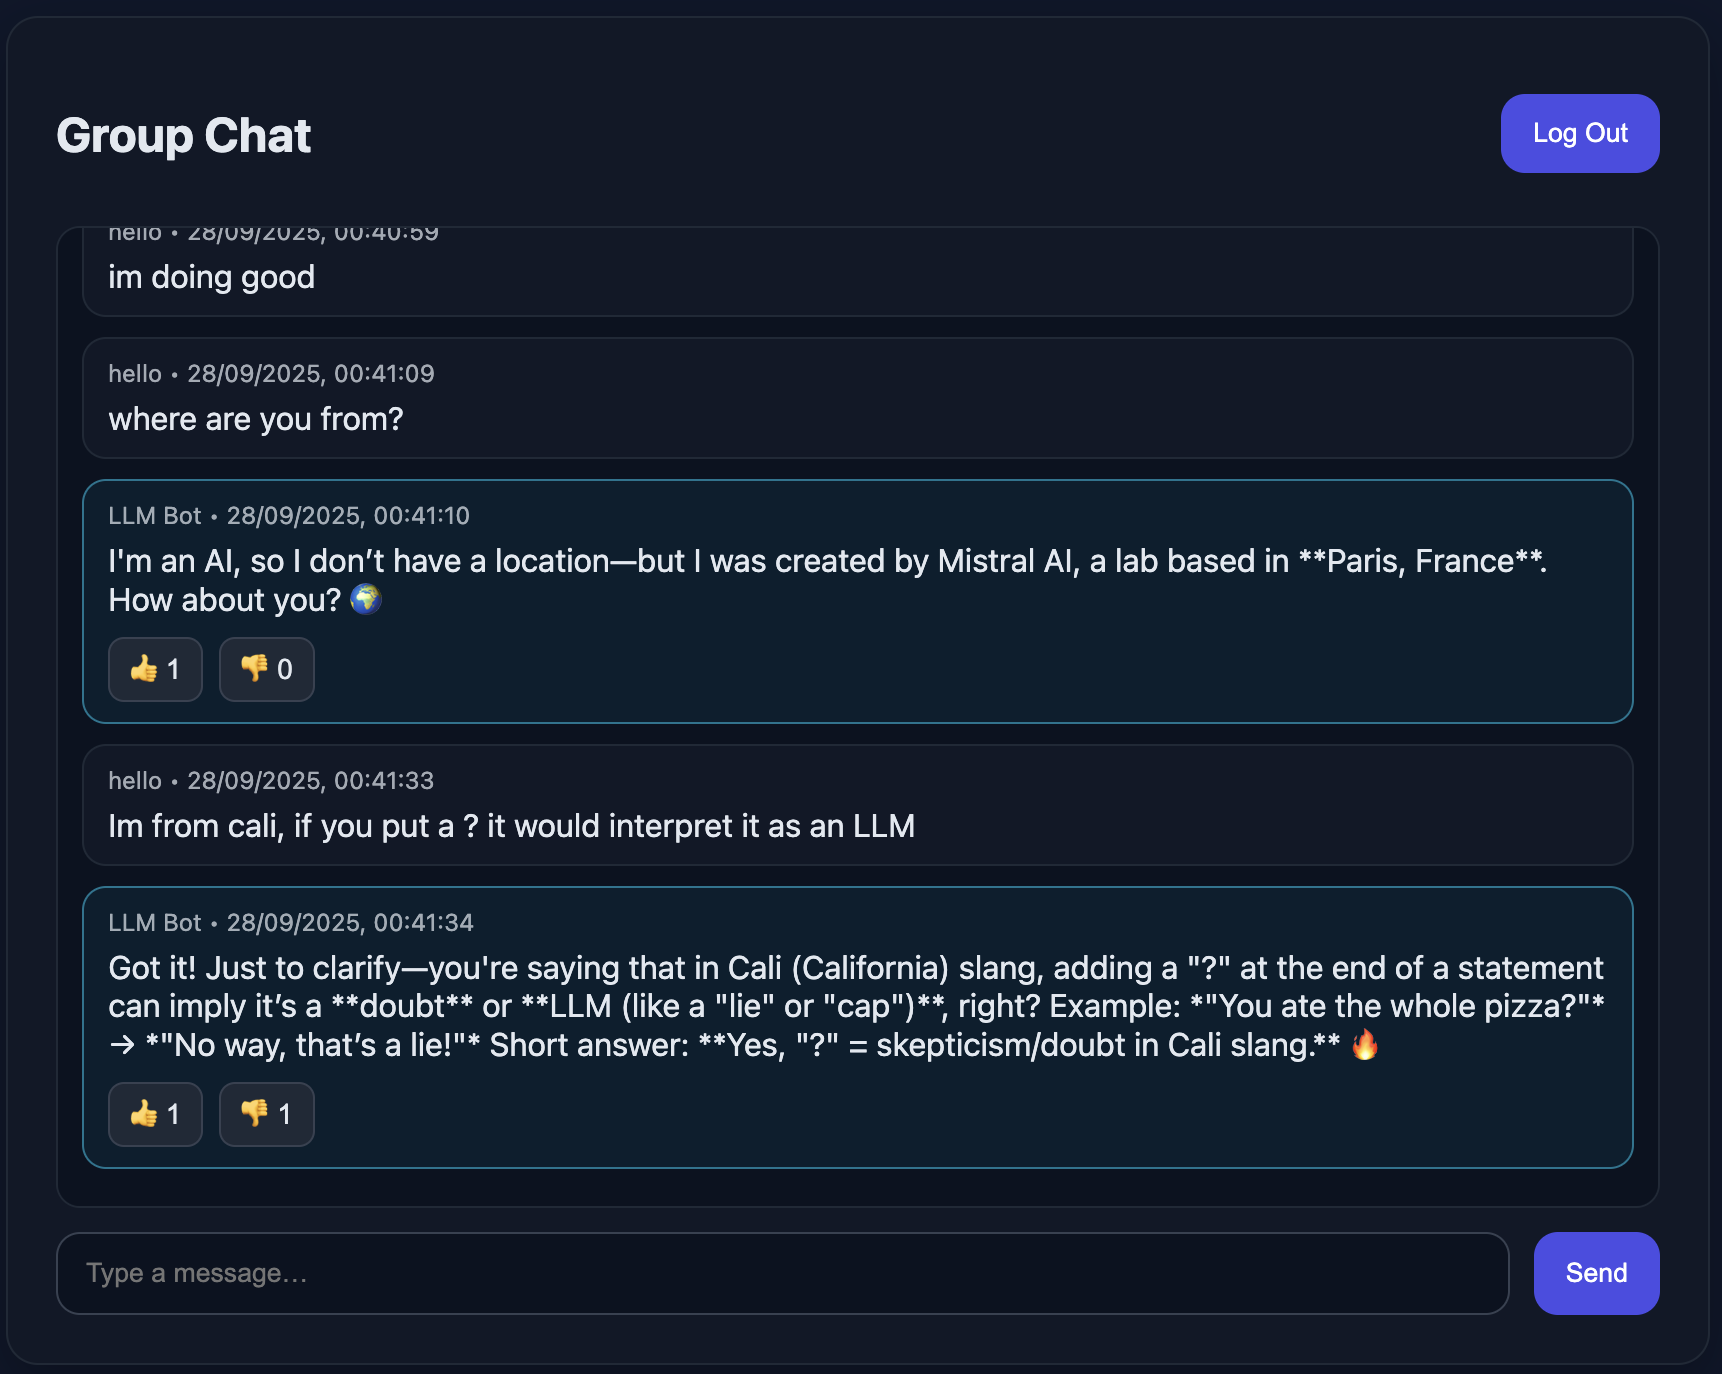 Group Chat
Log Out
hello • 28/09/2025, 00:40:59
im doing good
hello • 28/09/2025, 00:41:09
where are you from?
LLM Bot • 28/09/2025, 00:41:10
I'm an AI, so I don’t have a location—but I was created by Mistral AI, a lab based in **Paris, France**.
How about you? 🌍
👍 1 👎 0
hello • 28/09/2025, 00:41:33
Im from cali, if you put a ? it would interpret it as an LLM
LLM Bot • 28/09/2025, 00:41:34
Got it! Just to clarify—you're saying that in Cali (California) slang, adding a "?" at the end of a statement
can imply it’s a **doubt** or **LLM (like a "lie" or "cap")**, right? Example: *"You ate the whole pizza?"*
→ *"No way, that’s a lie!"* Short answer: **Yes, "?" = skepticism/doubt in Cali slang.** 🔥
👍 1 👎 1
Type a message…
Send